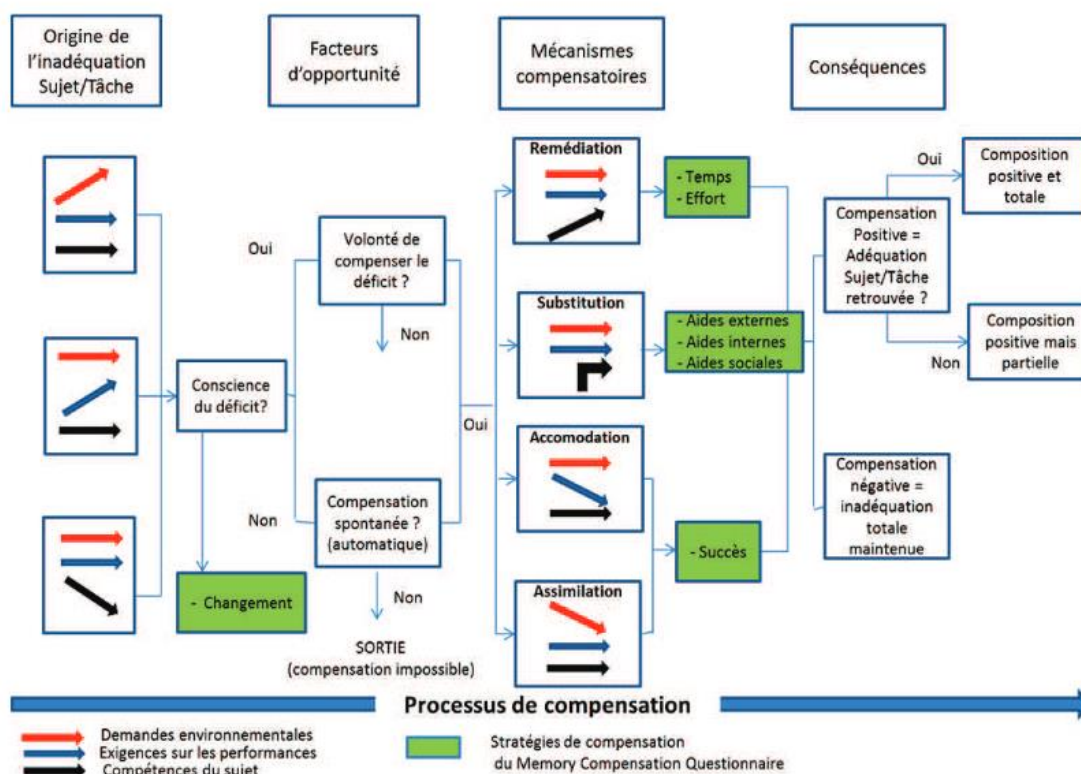 Origine de
l'inadéquation
Sujet/Tâche
Facteurs
d'opportunité
Mécanismes
compensatoires
Conséquences
Conscience
du déficit?
- Changement
Oui
Non
Volonté de
compenser le
déficit ?
Non
Compensation
spontanée ?
(automatique)
Non
SORTIE
(compensation impossible)
Oui
Remédiation
- Temps
- Effort
Substitution
- Aides externes
- Aides internes
- Aides sociales
Accomodation
Assimilation
- Succès
Compensation
Positive =
Adéquation
Sujet/Tâche
retrouvée ?
Oui
Composition
positive et
totale
Non
Composition
positive mais
partielle
Compensation
négative =
inadéquation
totale
maintenue
Processus de compensation
Demandes environnementales
Exigences sur les performances
Compétences du sujet
Stratégies de compensation
du Memory Compensation Questionnaire